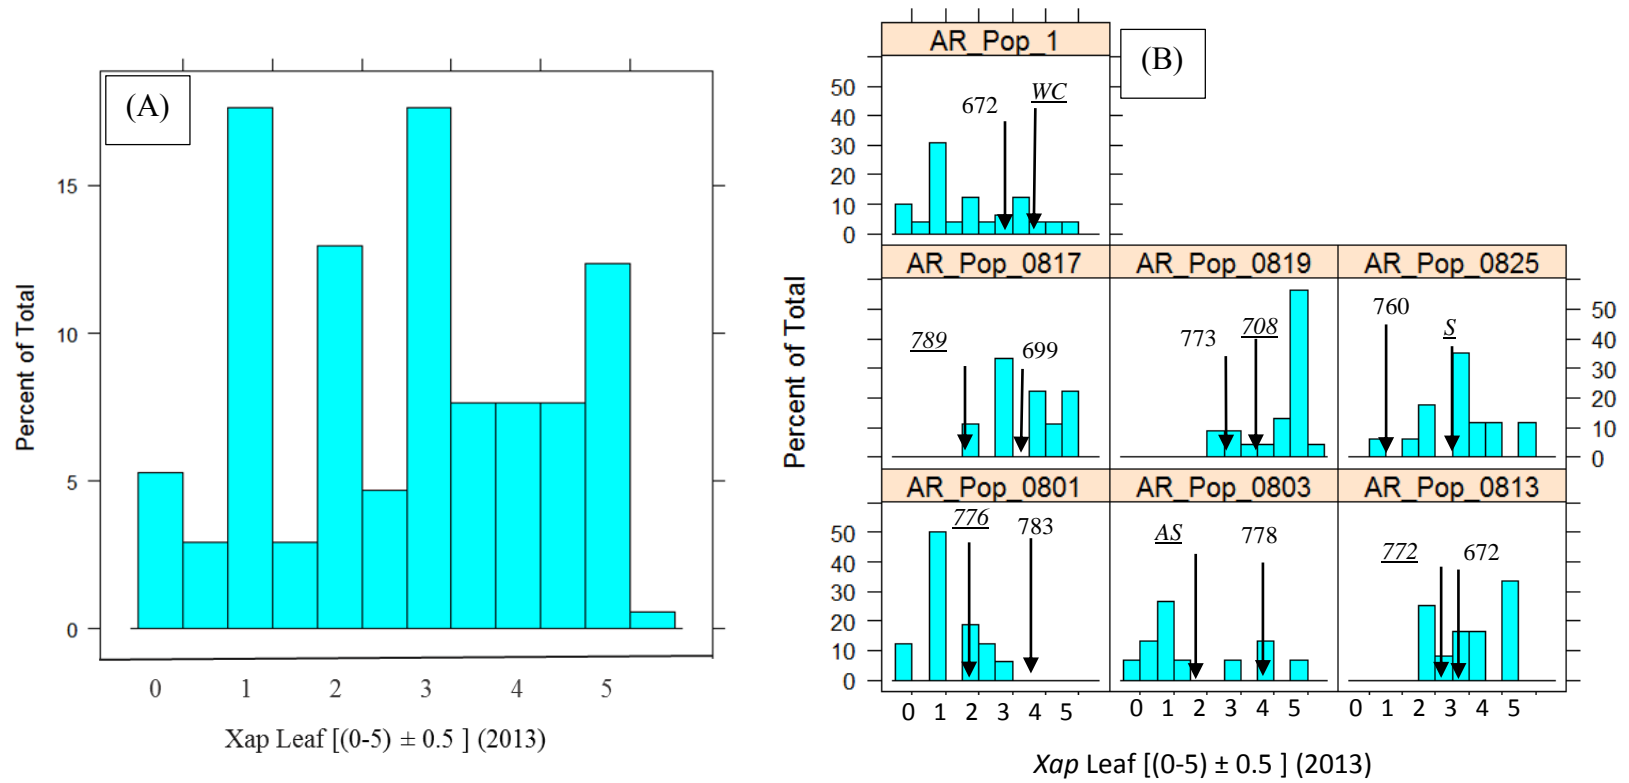 (A)
Percent of Total
15
10
5
0
0 1 2 3 4 5
Xap Leaf [(0-5) ± 0.5 ] (2013)
(B)
AR_Pop_1
672 WC
50
40
30
20
10
0
Percent of Total
AR_Pop_0817 AR_Pop_0819 AR_Pop_0825
789 699 773 708 760 S
50
40
30
20
10
0
AR_Pop_0801 AR_Pop_0803 AR_Pop_0813
776 783 AS 778 772 672
50
40
30
20
10
0
0 1 2 3 4 5 0 1 2 3 4 5 0 1 2 3 4 5
Xap Leaf [(0-5) ± 0.5 ] (2013)